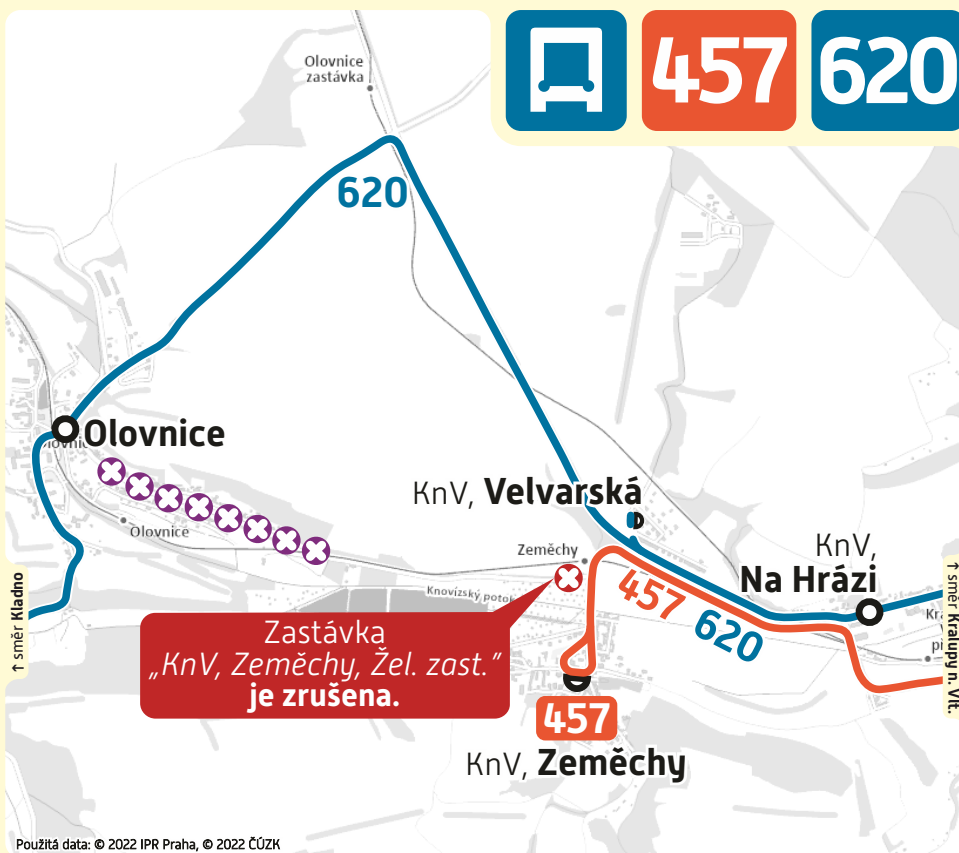 457 620
Olovnice
zastávka
620
Olovnice
Olovnice
KnV, Velvarská
Zeměchy
KnV,
Na Hrázi
Knovízský potok
457 620
↑ směr Kladno
↑ směr Kralupy n. Vlt.
Zastávka
„KnV, Zeměchy, Žel. zast.”
je zrušena.
457
KnV, Zeměchy
Použitá data: © 2022 IPR Praha, © 2022 ČÚZK